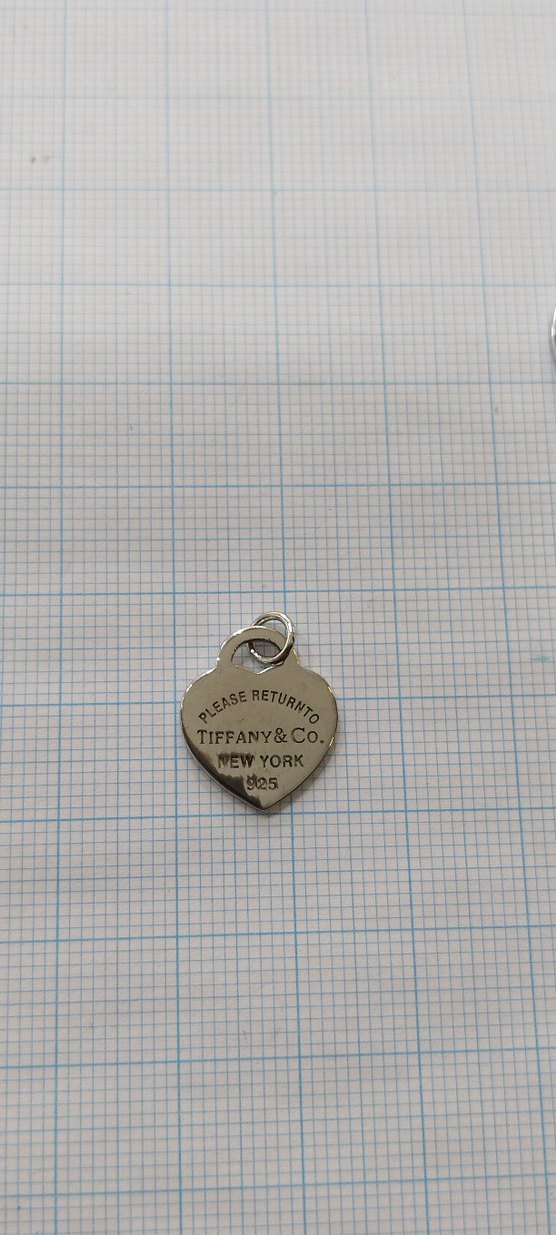 PLEASE RETURNTO
TIFFANY & CO.
NEW YORK
925